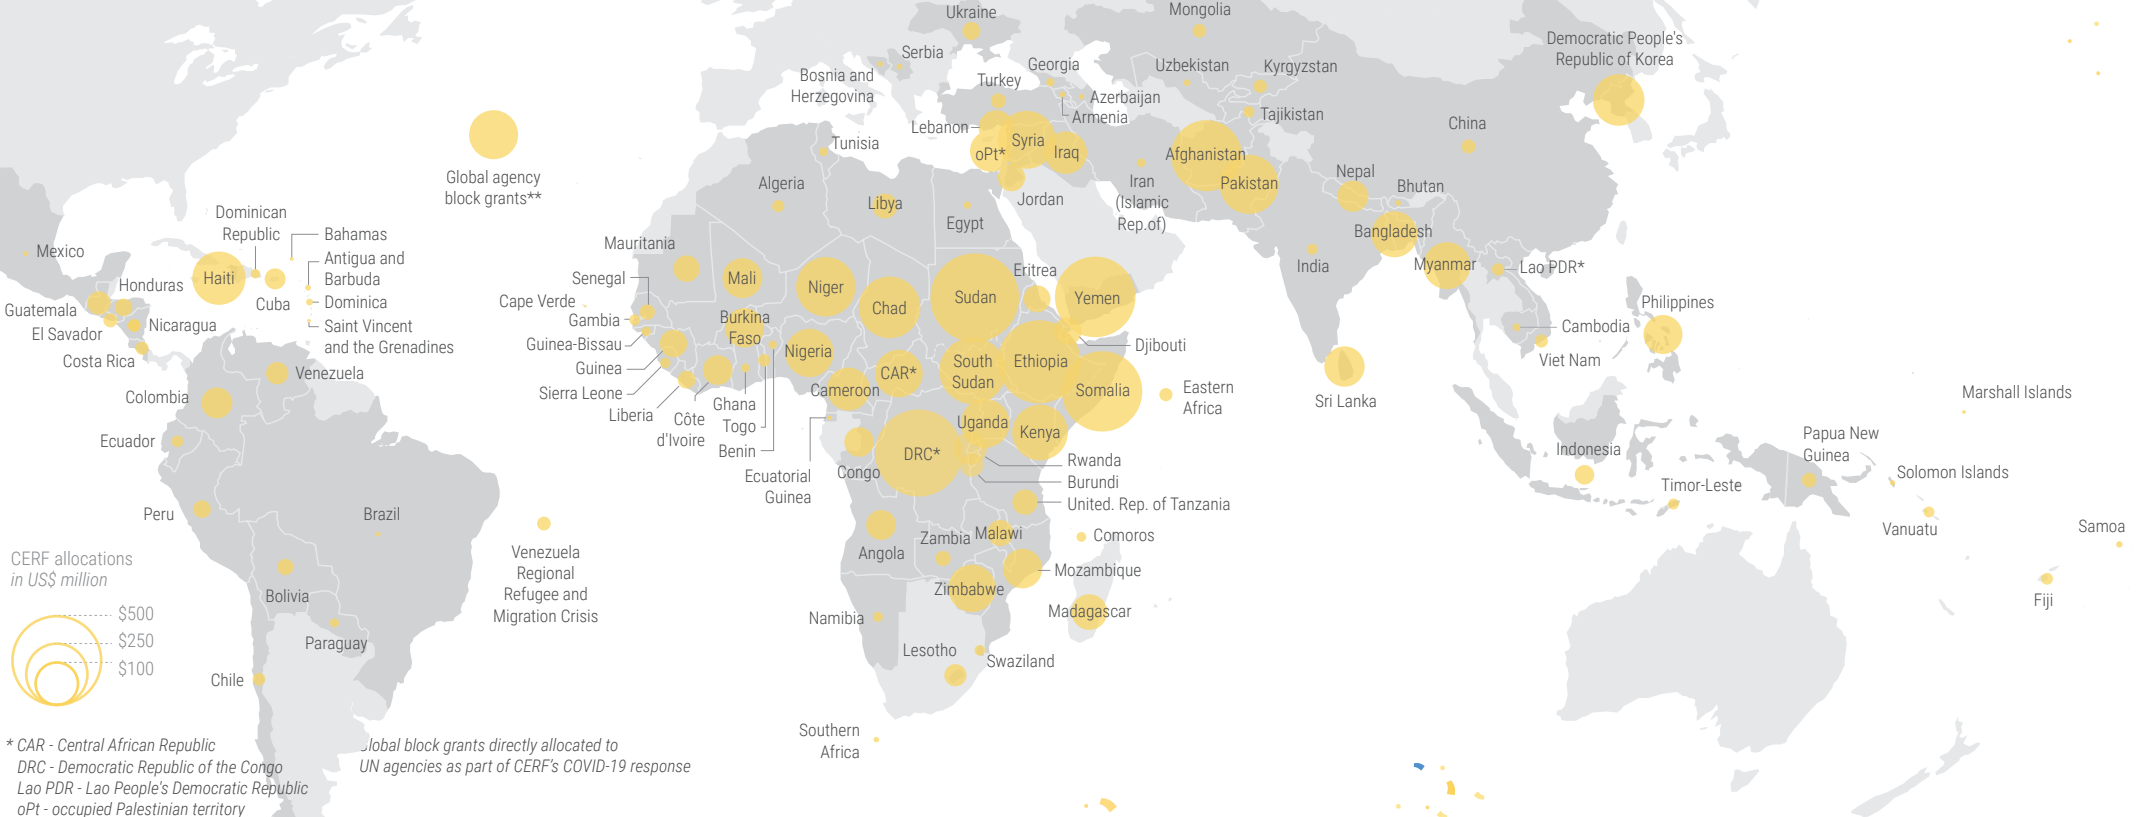 Ukraine
Mongolia
Democratic People's
Republic of Korea
Serbia
Bosnia and
Herzegovina
Georgia
Turkey
Uzbekistan
Kyrgyzstan
Azerbaijan
Armenia
Tajikistan
Lebanon
Syria
oPt*
Iraq
Afghanistan
Pakistan
China
Tunisia
Global agency
block grants**
Algeria
Libya
Egypt
Jordan
Iran
(Islamic
Rep.of)
Nepal
Bhutan
Bangladesh
India
Myanmar
Lao PDR*
Mexico
Dominican
Republic
Bahamas
Antigua and
Barbuda
Dominica
Saint Vincent
and the Grenadines
Haiti
Cuba
Honduras
Guatemala
El Savador
Nicaragua
Costa Rica
Venezuela
Colombia
Ecuador
Peru
Brazil
Bolivia
Paraguay
Chile
Venezuela
Regional
Refugee and
Migration Crisis
Mauritania
Senegal
Cape Verde
Gambia
Guinea-Bissau
Guinea
Sierra Leone
Liberia
Côte
d'Ivoire
Ghana
Togo
Benin
Mali
Burkina
Faso
Niger
Nigeria
Chad
Cameroon
CAR*
Equatorial
Guinea
Congo
DRC*
Sudan
South
Sudan
Eritrea
Yemen
Ethiopia
Djibouti
Somalia
Eastern
Africa
Uganda
Kenya
Rwanda
Burundi
United. Rep. of Tanzania
Angola
Zambia
Malawi
Comoros
Mozambique
Zimbabwe
Madagascar
Namibia
Lesotho
Swaziland
Southern
Africa
Sri Lanka
Cambodia
Viet Nam
Philippines
Indonesia
Timor-Leste
Papua New
Guinea
Marshall Islands
Solomon Islands
Vanuatu
Samoa
Fiji
CERF allocations
in US$ million
$500
$250
$100
* CAR - Central African Republic
DRC - Democratic Republic of the Congo
Lao PDR - Lao People's Democratic Republic
oPt - occupied Palestinian territory
Global block grants directly allocated to
UN agencies as part of CERF's COVID-19 response